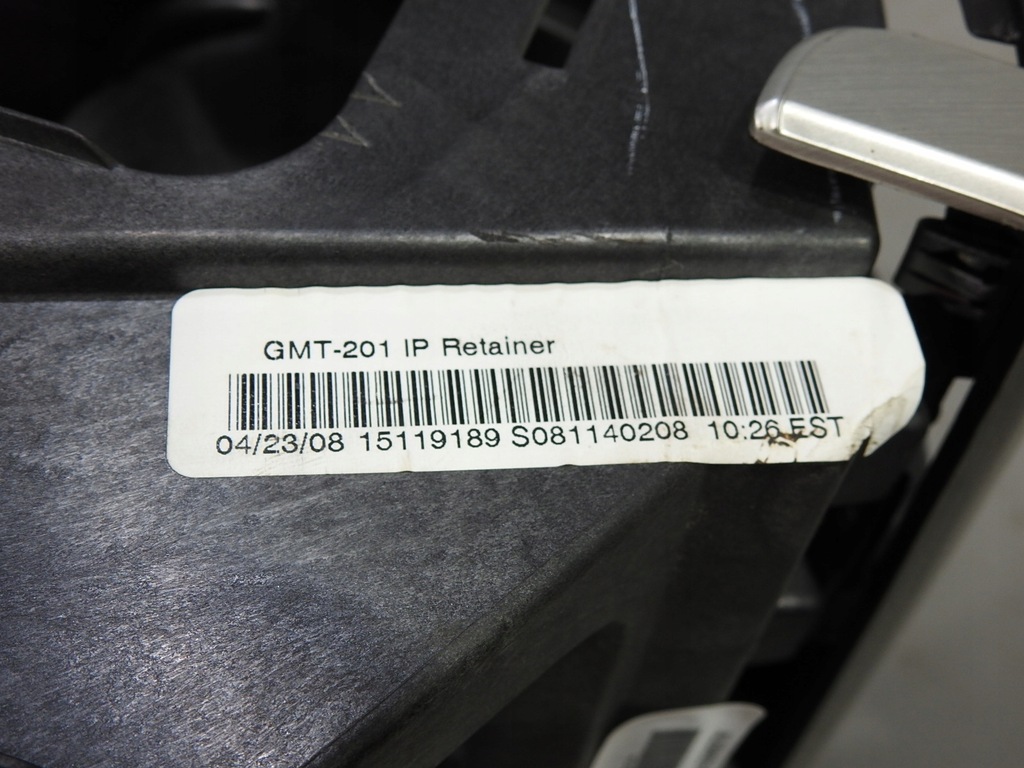 GMT-201 IP Retainer
04/23/08 15119189 S081140208 10:26 EST